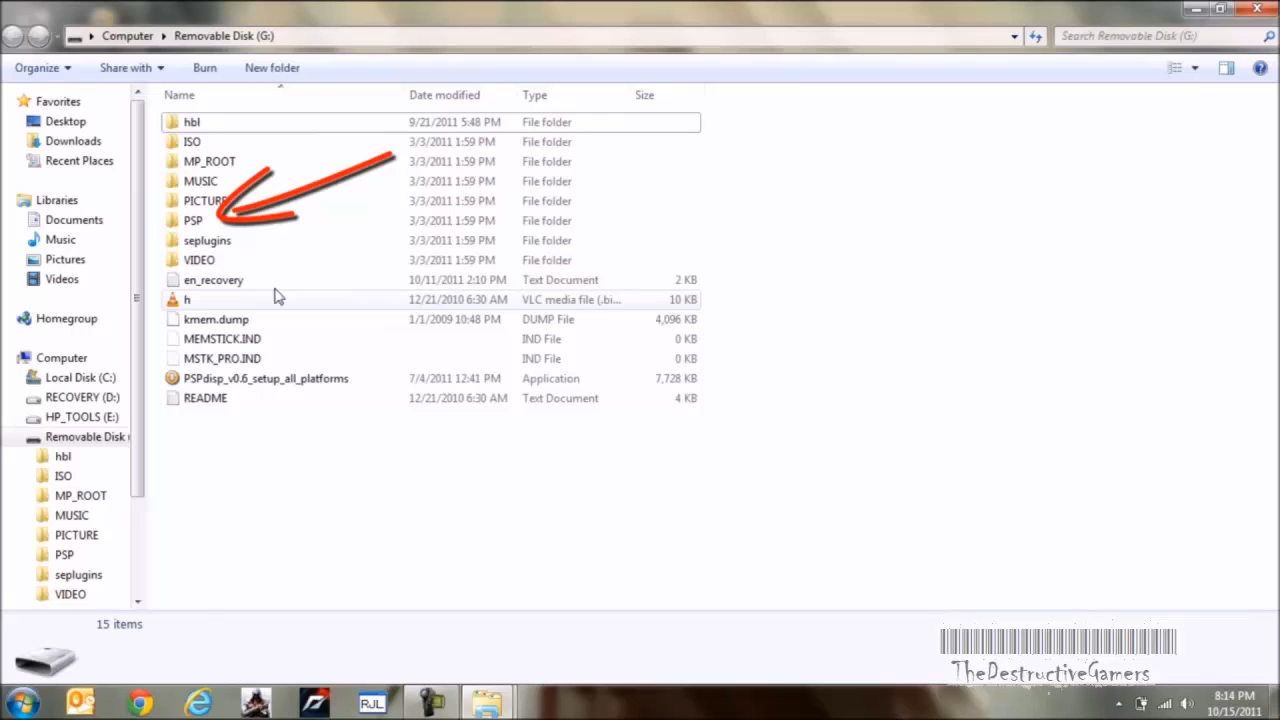 Computer Removable Disk (G:) Search Removable Disk (G:)
Organize Share with Burn New folder
Name Date modified Type Size
Favorites
Desktop
Downloads
Recent Places
Libraries
Documents
Music
Pictures
Videos
Homegroup
Computer
Local Disk (C:)
RECOVERY (D:)
HP_TOOLS (E:)
Removable Disk (
hbl
ISO
MP_ROOT
MUSIC
PICTURE
PSP
seplugins
VIDEO
hbl 9/21/2011 5:48 PM File folder
ISO 3/3/2011 1:59 PM File folder
MP_ROOT 3/3/2011 1:59 PM File folder
MUSIC 3/3/2011 1:59 PM File folder
PICTURE 3/3/2011 1:59 PM File folder
PSP 3/3/2011 1:59 PM File folder
seplugins 3/3/2011 1:59 PM File folder
VIDEO 3/3/2011 1:59 PM File folder
en_recovery 10/11/2011 2:10 PM Text Document 2 KB
h 12/21/2010 6:30 AM VLC media file (.bi... 10 KB
kmem.dump 1/1/2009 10:48 PM DUMP File 4,096 KB
MEMSTICK.IND IND File 0 KB
MSTK_PRO.IND IND File 0 KB
PSPdisp_v0.6_setup_all_platforms 7/4/2011 12:41 PM Application 7,728 KB
README 12/21/2010 6:30 AM Text Document 4 KB
15 items
TheDestructiveGamers
RJL
8:14 PM
10/15/2011